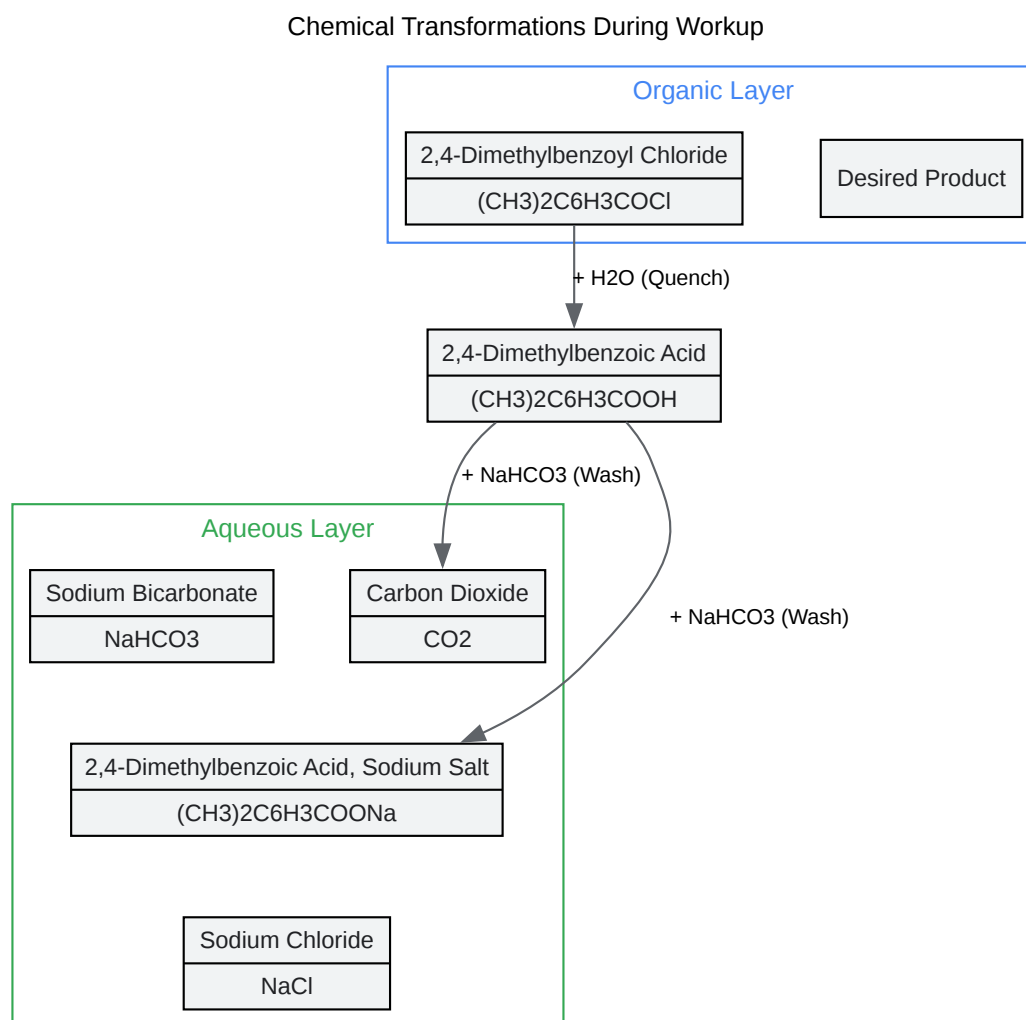 Chemical Transformations During Workup
Organic Layer
2,4-Dimethylbenzoyl Chloride
(CH3)2C6H3COCl
Desired Product
+ H2O (Quench)
2,4-Dimethylbenzoic Acid
(CH3)2C6H3COOH
+ NaHCO3 (Wash)
Aqueous Layer
Sodium Bicarbonate
NaHCO3
Carbon Dioxide
CO2
+ NaHCO3 (Wash)
2,4-Dimethylbenzoic Acid, Sodium Salt
(CH3)2C6H3COONa
Sodium Chloride
NaCl